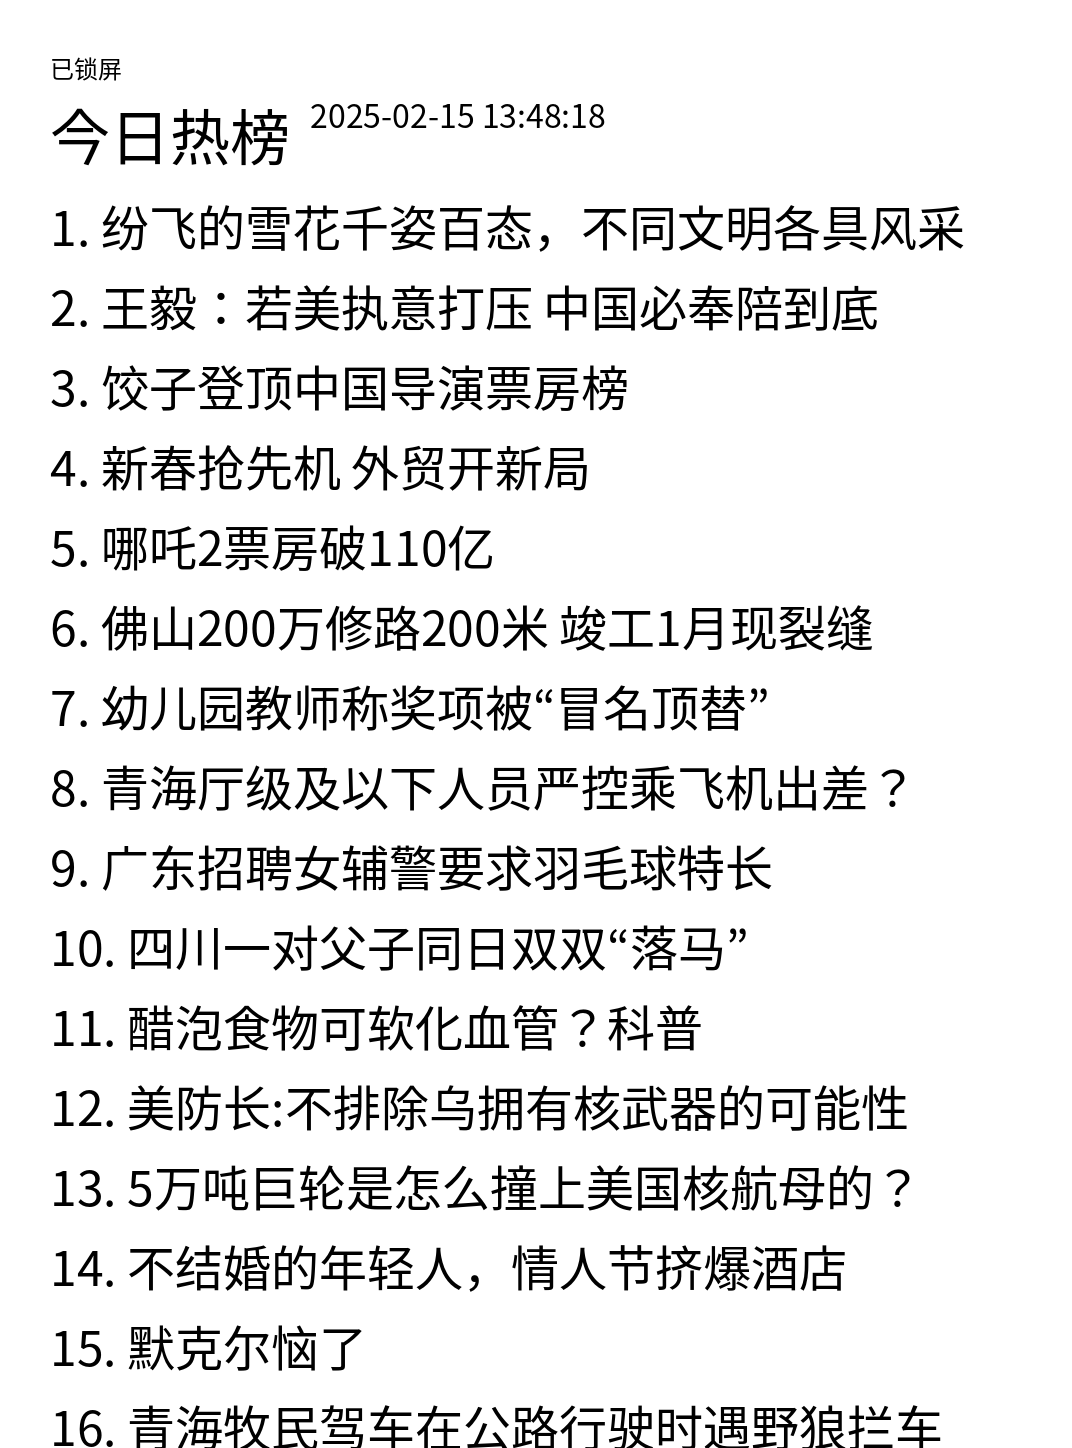 已锁屏
今日热榜 2025-02-15 13:48:18
1. 纷飞的雪花千姿百态，不同文明各具风采
2. 王毅：若美执意打压 中国必奉陪到底
3. 饺子登顶中国导演票房榜
4. 新春抢先机 外贸开新局
5. 哪吒2票房破110亿
6. 佛山200万修路200米 竣工1月现裂缝
7. 幼儿园教师称奖项被“冒名顶替”
8. 青海厅级及以下人员严控乘飞机出差？
9. 广东招聘女辅警要求羽毛球特长
10. 四川一对父子同日双双“落马”
11. 醋泡食物可软化血管？科普
12. 美防长:不排除乌拥有核武器的可能性
13. 5万吨巨轮是怎么撞上美国核航母的？
14. 不结婚的年轻人，情人节挤爆酒店
15. 默克尔恼了
16. 青海牧民驾车在公路行驶时遇野狼拦车